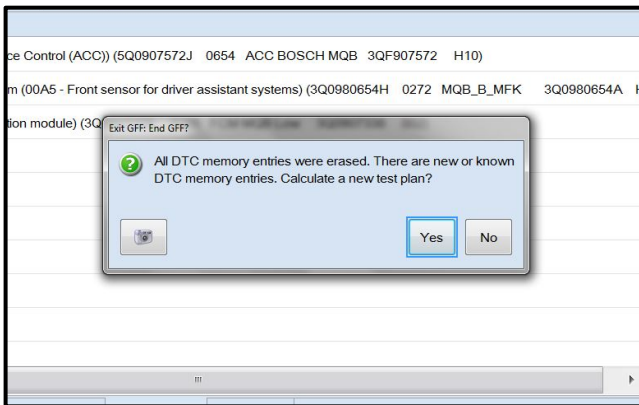 ce Control (ACC)) (5Q0907572J 0654 ACC BOSCH MQB 3QF907572 H10)
m (00A5 - Front sensor for driver assistant systems) (3Q0980654H 0272 MQB_B_MFK 3Q0980654A H
tion module) (3Q
Exit GFF: End GFF?
All DTC memory entries were erased. There are new or known
DTC memory entries. Calculate a new test plan?
Yes No